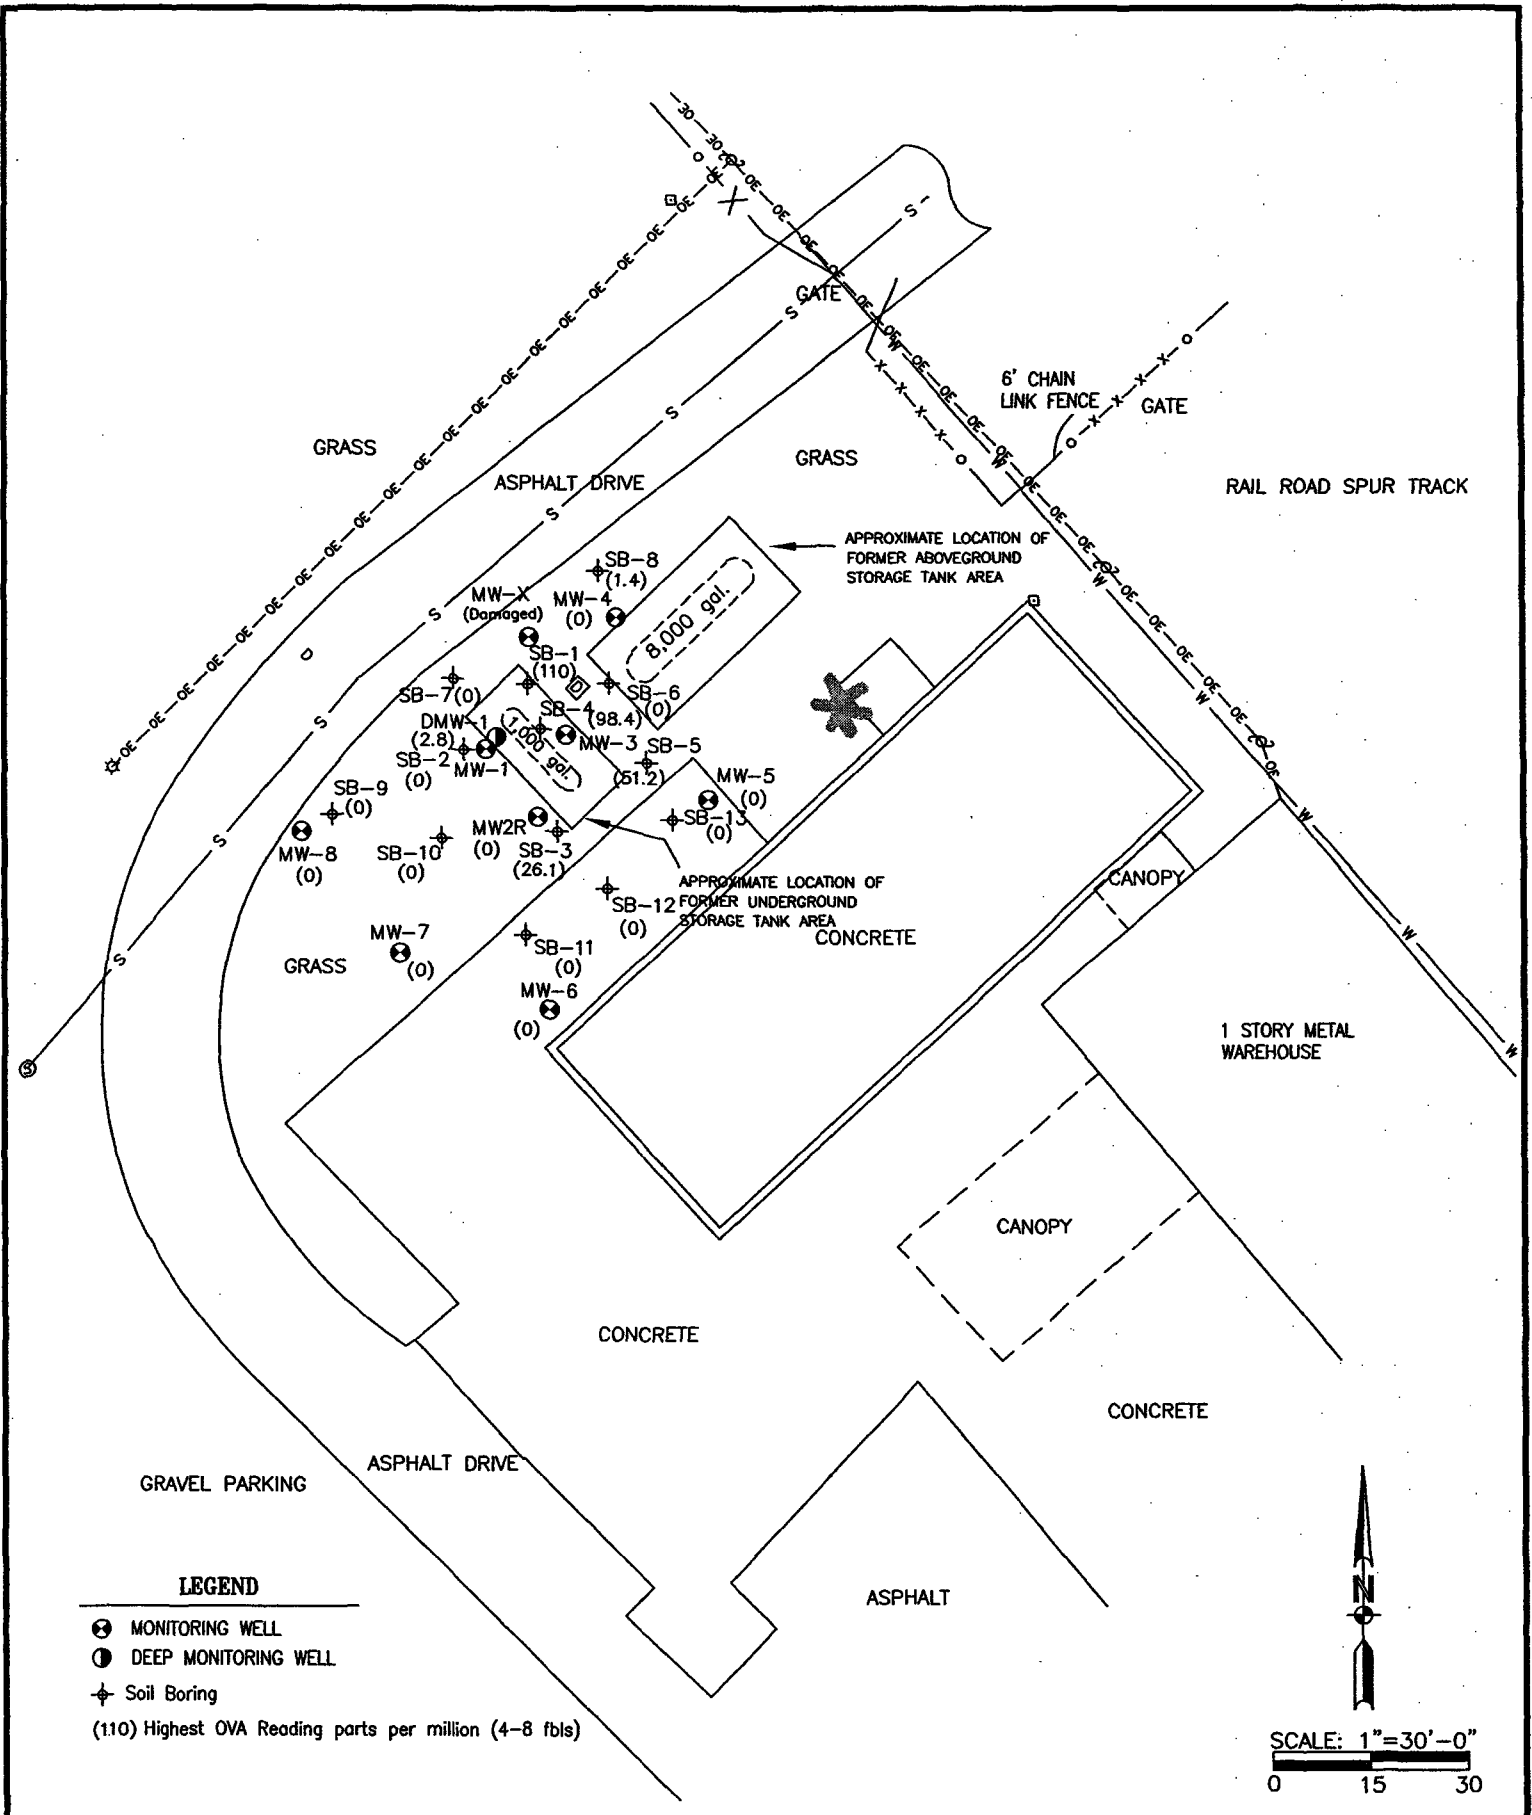 GATE
6' CHAIN
LINK FENCE
GATE
GRASS
GRASS
ASPHALT DRIVE
RAIL ROAD SPUR TRACK
APPROXIMATE LOCATION OF
FORMER ABOVEGROUND
STORAGE TANK AREA
SB-8
(1.4)
MW-X
(Damaged)
MW-4
(0)
8,000 gal.
SB-1
(110)
D
SB-7(0)
SB-6
(0)
DMW-1
(2.8)
SB-4
(98.4)
1,000 gal.
MW-3
SB-5
(51.2)
SB-2
(0)
MW-1
MW-5
(0)
SB-9
(0)
SB-13
(0)
MW-8
(0)
SB-10
(0)
MW2R
(0)
SB-3
(26.1)
APPROXIMATE LOCATION OF
FORMER UNDERGROUND
STORAGE TANK AREA
CANOPY
SB-12
(0)
CONCRETE
MW-7
(0)
SB-11
(0)
GRASS
MW-6
(0)
1 STORY METAL
WAREHOUSE
CANOPY
CONCRETE
CONCRETE
ASPHALT DRIVE
GRAVEL PARKING
ASPHALT
N
LEGEND
MONITORING WELL
DEEP MONITORING WELL
Soil Boring
(110) Highest OVA Reading parts per million (4-8 fbls)
SCALE: 1"=30'-0"
0 15 30